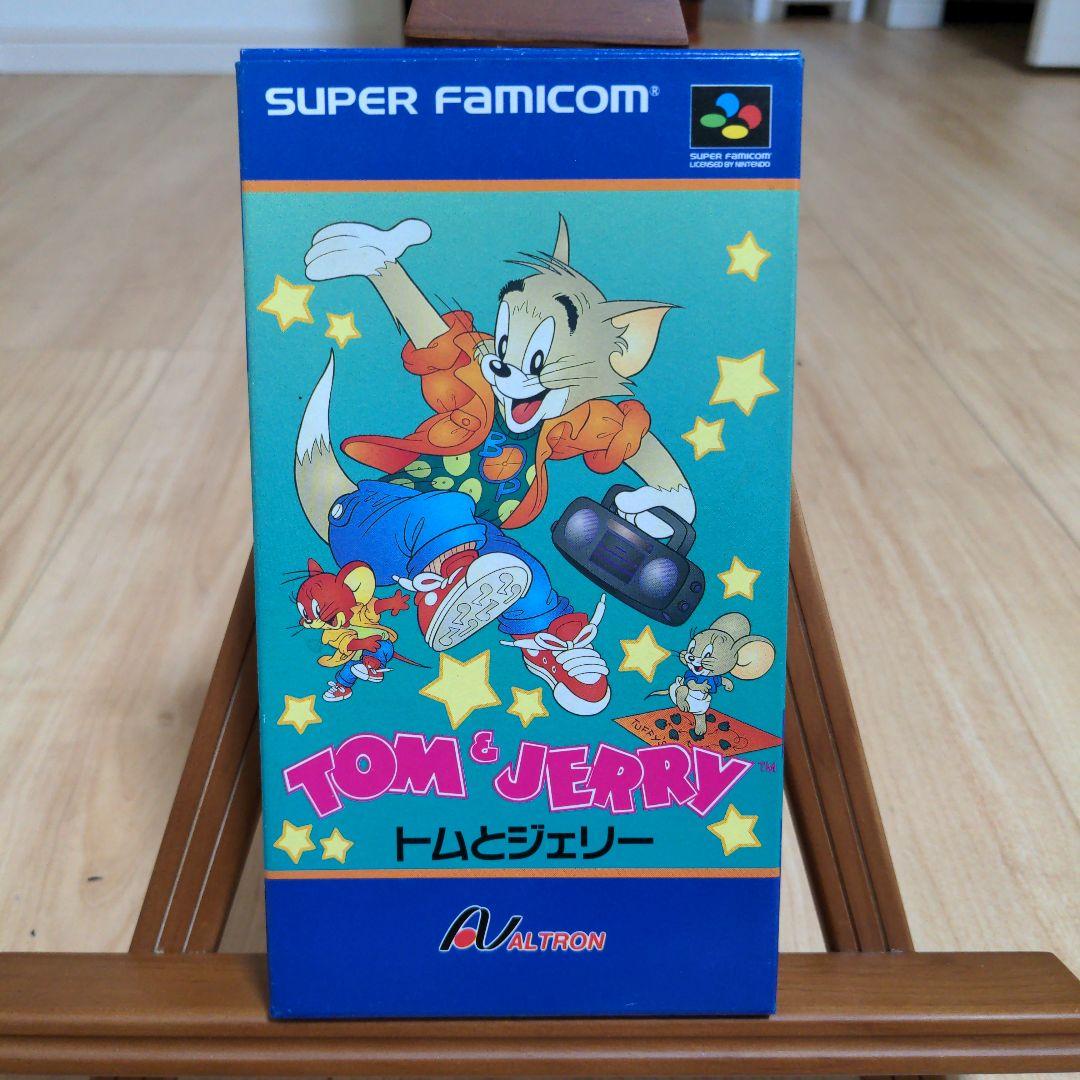 SUPER FAMICOM®
SUPER FAMICOM
LICENSED BY NINTENDO
BOP
TUFFY'S
TOM & JERRY™
トムとジェリー
ALTRON